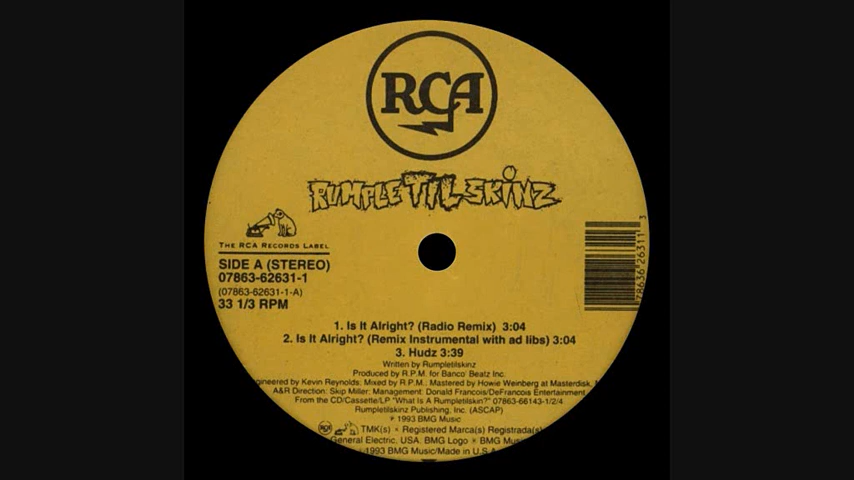 RCA
RUMPLETILSKINZ
THE RCA RECORDS LABEL
SIDE A (STEREO)
07863-62631-1
(07863-62631-1-A)
33 1/3 RPM
1. Is It Alright? (Radio Remix) 3:04
2. Is It Alright? (Remix Instrumental with ad libs) 3:04
3. Hudz 3:39
Written by Rumpletilskinz
Produced by R.P.M. for Banco' Beatz Inc.
gineered by Kevin Reynolds: Mixed by R.P.M.. Mastered by Howie Weinberg at Masterdisk,
A&R Direction: Skip Miller: Management: Donald Francois/DeFrancois Entertainment
From the CD/Cassette/LP "What Is A Rumpletilskin?" 07863-66143-1/2/4
Rumpletilskinz Publishing, Inc. (ASCAP)
℗ 1993 BMG Music
RCA TMK(s) ® Registered Marca(s) Registrada(s)
General Electric, USA. BMG Logo ® BMG Music
1993 BMG Music/Made in U.S.
78636 26311 3